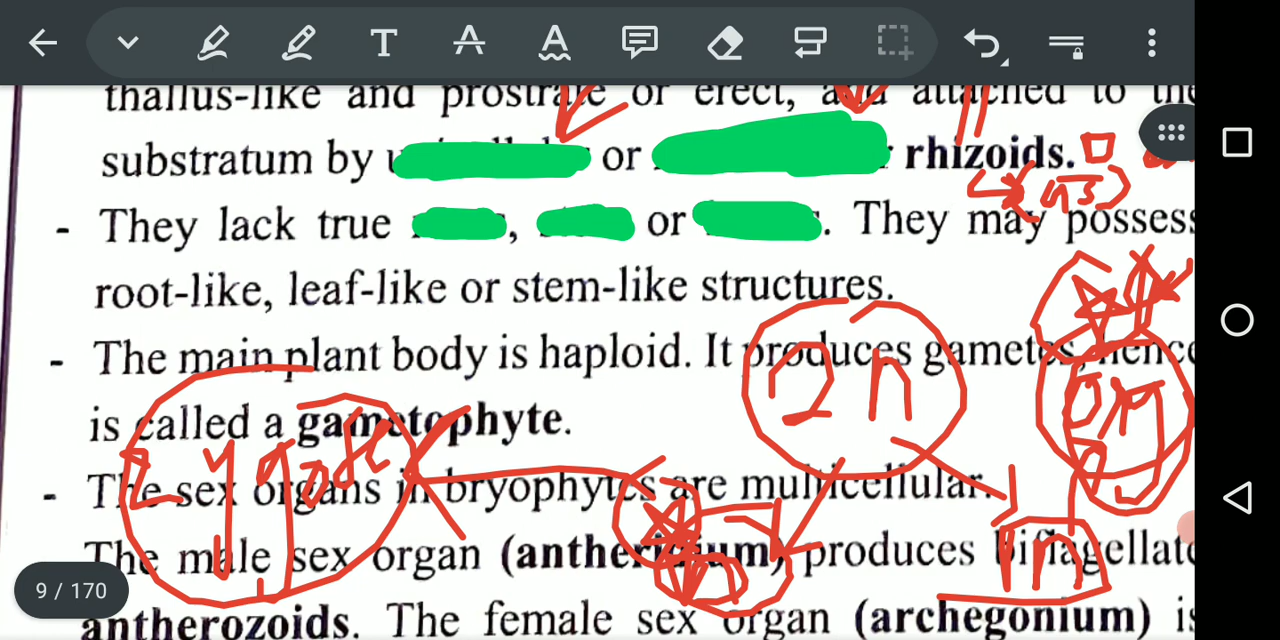 thallus-like and prostrate or erect, and attached to the
substratum by or rhizoids.
- They lack true , or . They may possess
root-like, leaf-like or stem-like structures.
- The main plant body is haploid. It produces gametes, hence
is called a gametophyte.
2n
zygote
- The sex organs in bryophytes are multicellular.
The male sex organ (antheridium) produces biflagellate
1n
antherozoids. The female sex organ (archegonium) is
9 / 170